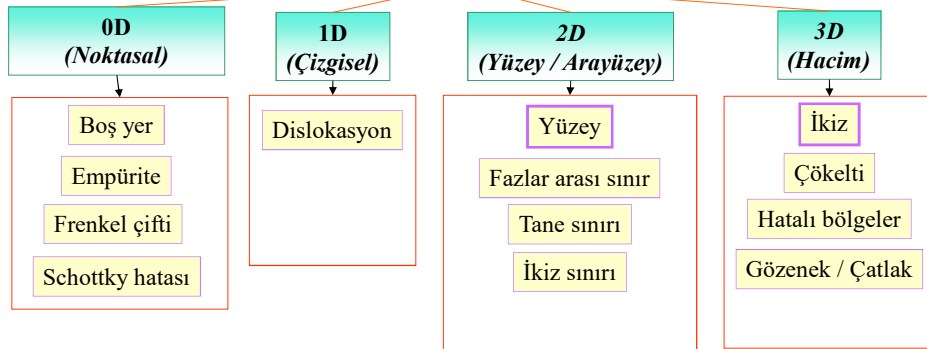 0D
(Noktasal)
Boş yer
Empürite
Frenkel çifti
Schottky hatası
1D
(Çizgisel)
Dislokasyon
2D
(Yüzey / Arayüzey)
Yüzey
Fazlar arası sınır
Tane sınırı
İkiz sınırı
3D
(Hacim)
İkiz
Çökelti
Hatalı bölgeler
Gözenek / Çatlak